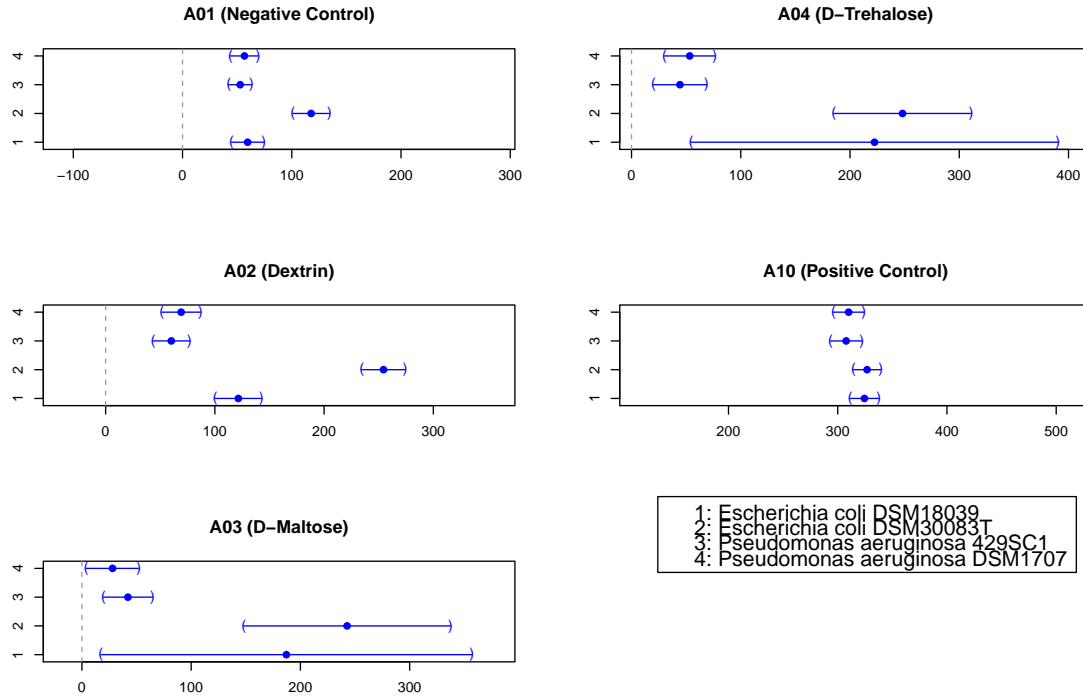 A01 (Negative Control)
4
3
2
1
−100 0 100 200 300
A04 (D−Trehalose)
4
3
2
1
0 100 200 300 400
A02 (Dextrin)
4
3
2
1
0 100 200 300
A10 (Positive Control)
4
3
2
1
200 300 400 500
A03 (D−Maltose)
4
3
2
1
0 100 200 300
1: Escherichia coli DSM18039
2: Escherichia coli DSM30083T
3: Pseudomonas aeruginosa 429SC1
4: Pseudomonas aeruginosa DSM1707